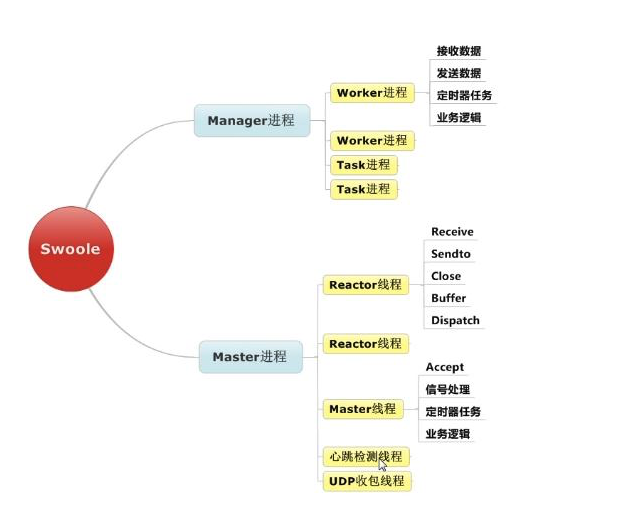 Swoole
Manager进程
Worker进程
接收数据
发送数据
定时器任务
业务逻辑
Worker进程
Task进程
Task进程
Master进程
Reactor线程
Receive
Sendto
Close
Buffer
Dispatch
Reactor线程
Master线程
Accept
信号处理
定时器任务
业务逻辑
心跳检测线程
UDP收包线程